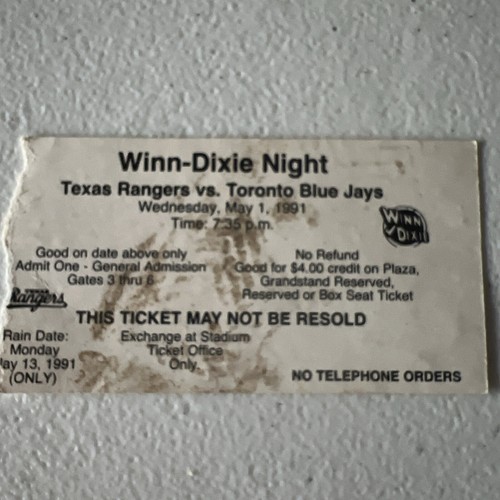 Winn-Dixie Night
Texas Rangers vs. Toronto Blue Jays
Wednesday, May 1, 1991
Time: 7:35 p.m.
WINN DIXIE
Good on date above only
Admit One - General Admission
Gates 3 thru 6
Rangers
No Refund
Good for $4.00 credit on Plaza,
Grandstand Reserved,
Reserved or Box Seat Ticket
THIS TICKET MAY NOT BE RESOLD
Rain Date:
Monday
ay 13, 1991
(ONLY)
Exchange at Stadium
Ticket Office
Only.
NO TELEPHONE ORDERS